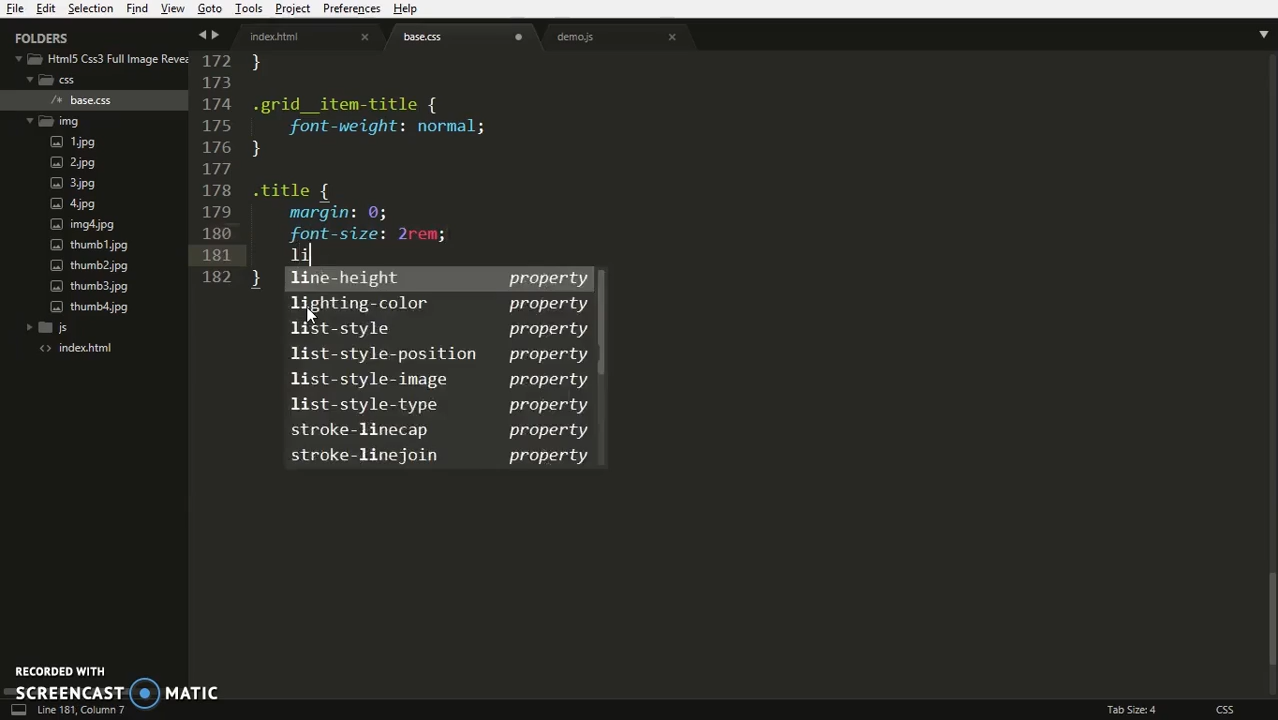 File Edit Selection Find View Goto Tools Project Preferences Help
FOLDERS
Html5 Css3 Full Image Revea
css
/* base.css
img
1.jpg
2.jpg
3.jpg
4.jpg
img4.jpg
thumb1.jpg
thumb2.jpg
thumb3.jpg
thumb4.jpg
js
<> index.html
index.html × base.css demo.js ×
172 }
173
174 .grid__item-title {
175 font-weight: normal;
176 }
177
178 .title {
179 margin: 0;
180 font-size: 2rem;
181 li
182 }
line-height property
lighting-color property
list-style property
list-style-position property
list-style-image property
list-style-type property
stroke-linecap property
stroke-linejoin property
RECORDED WITH
SCREENCAST MATIC
Line 181, Column 7 Tab Size: 4 CSS